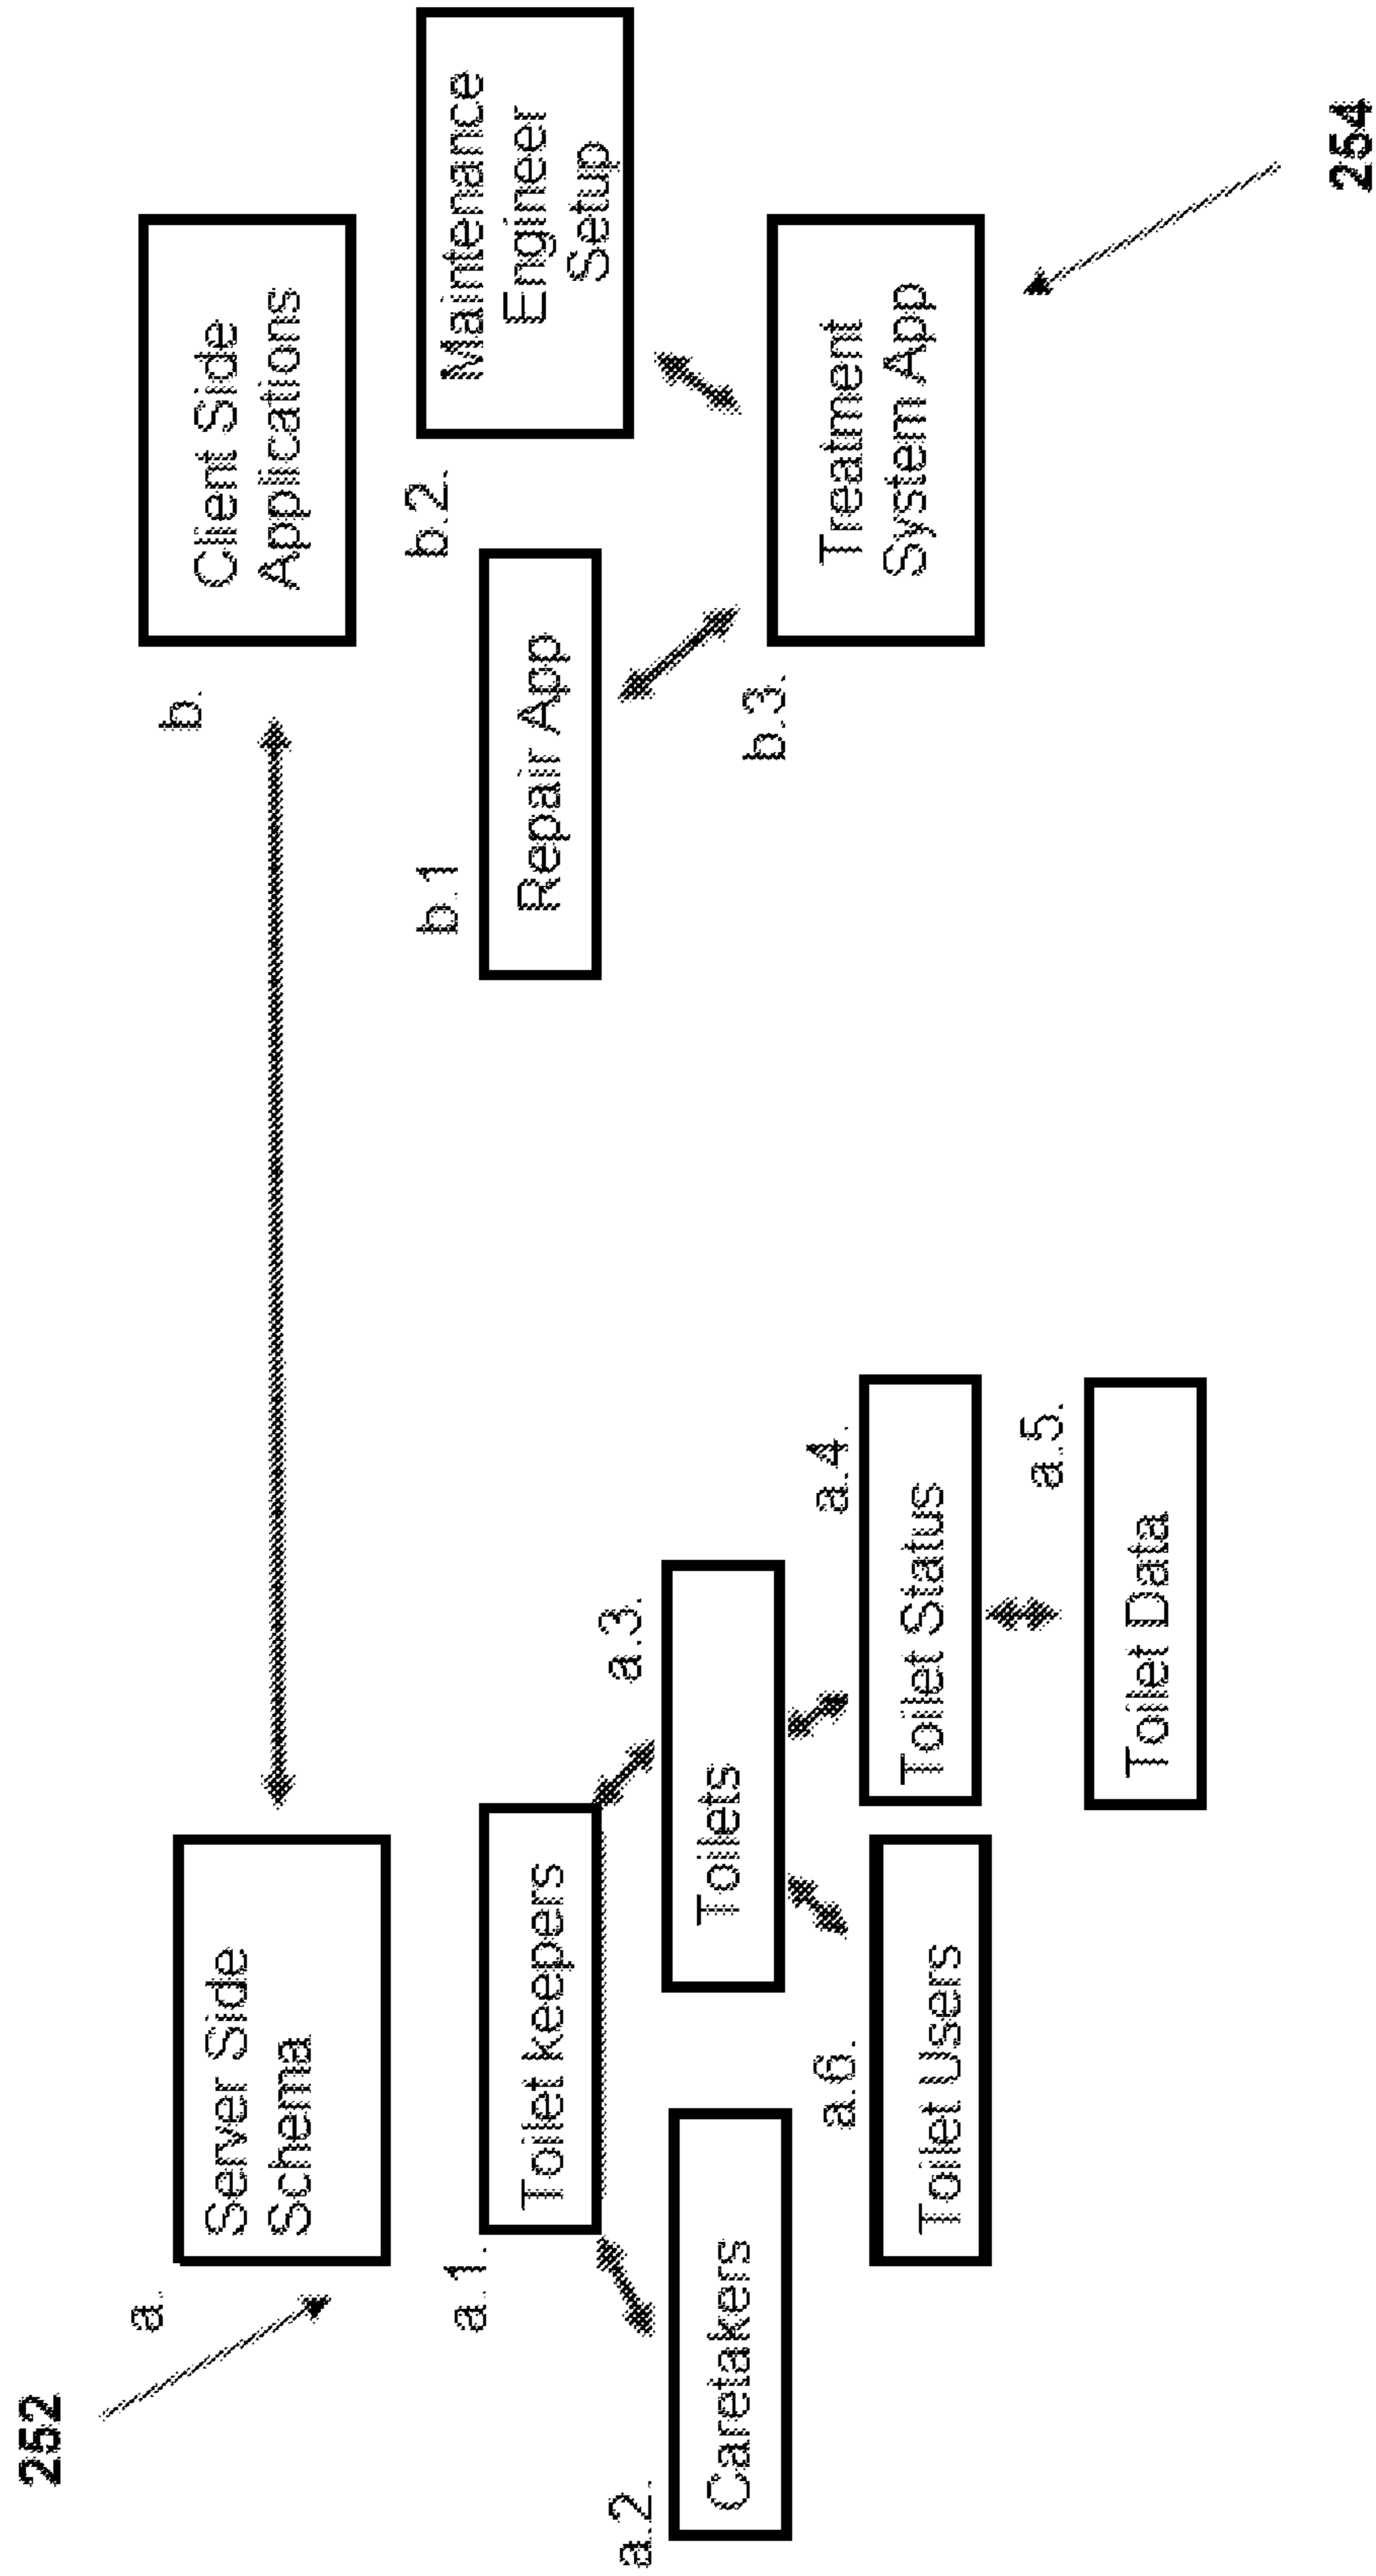 252
a.
Server Side
Schema
b.
Client Side
Applications
a.1.
Toilet keepers
b.1
Repair App
b.2.
Maintenance
Engineer
Setup
a.2.
Caretakers
a.3.
Toilets
b.3.
Treatment
System App
a.6.
Toilet Users
a.4.
Toilet Status
a.5.
Toilet Data
254